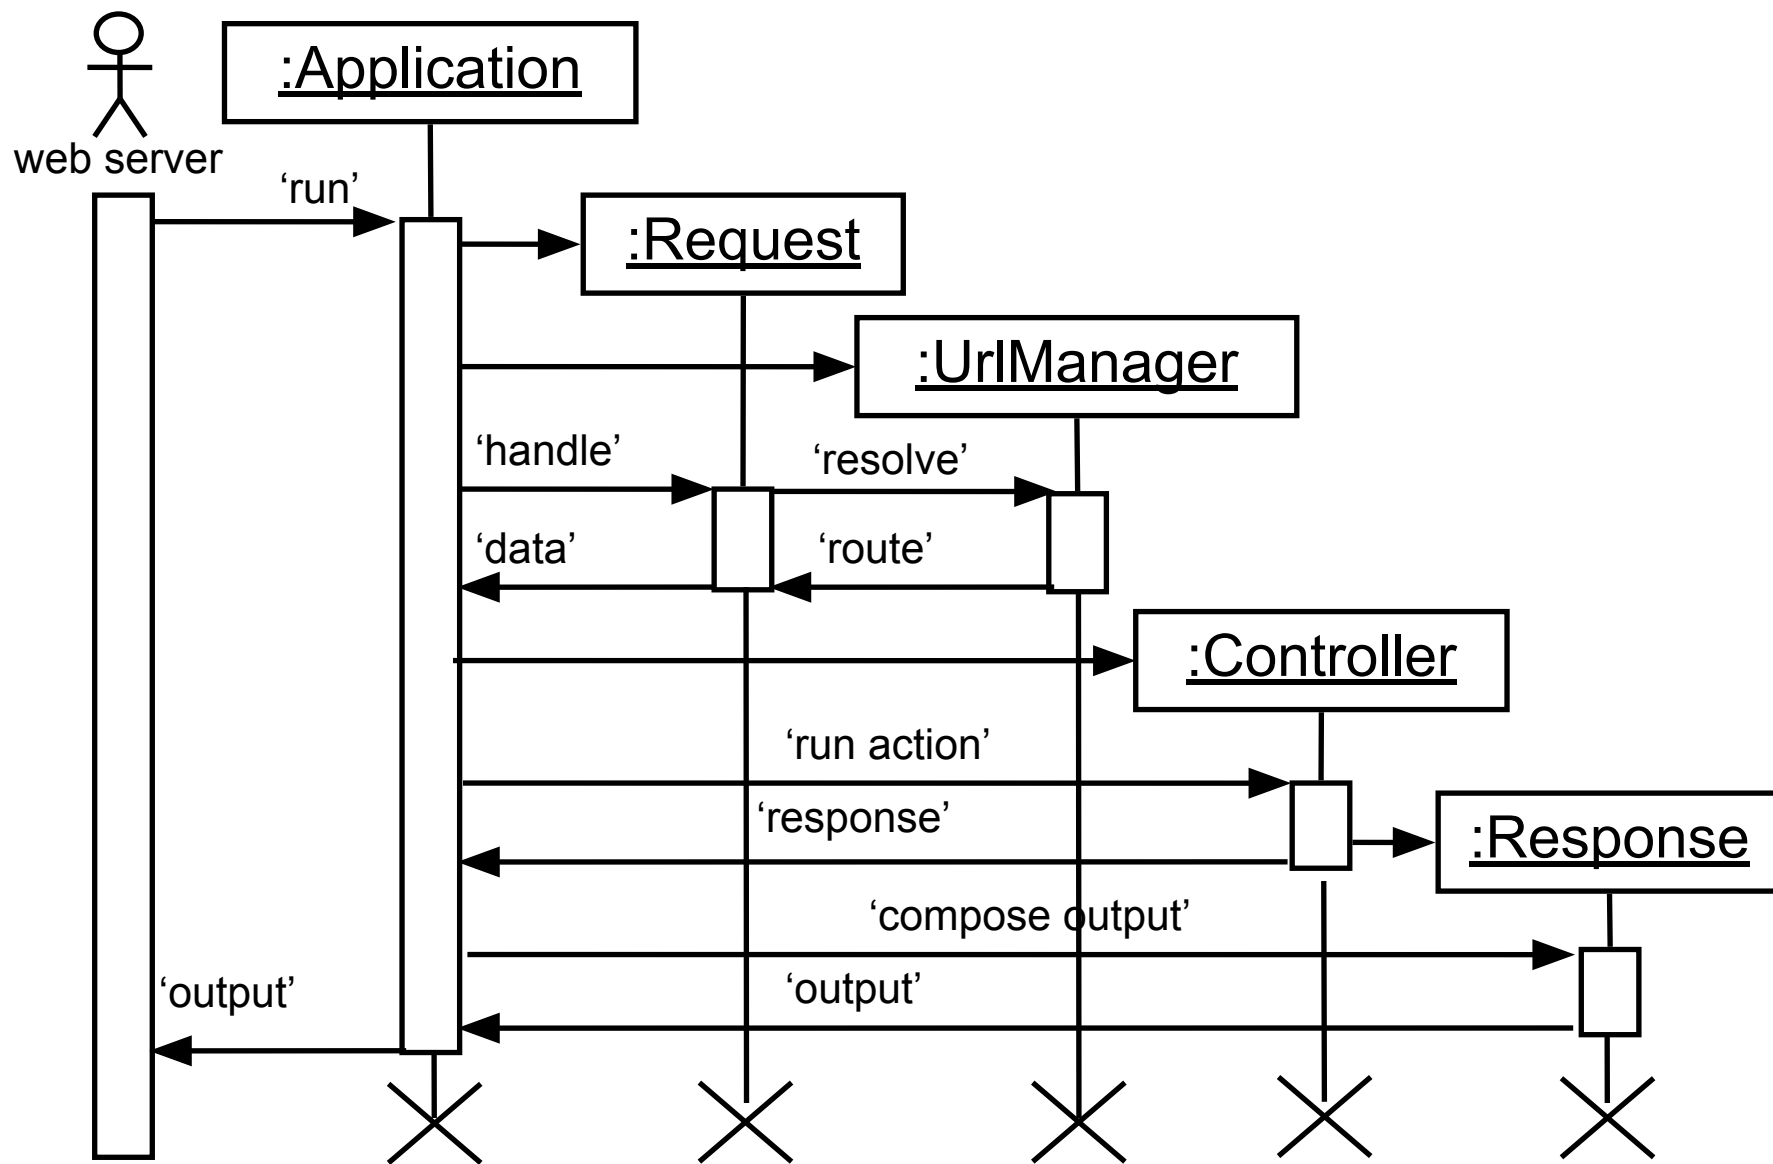 :Application
web server
‘run’
:Request
:UrlManager
‘handle’
‘resolve’
‘data’
‘route’
:Controller
‘run action’
‘response’
:Response
‘compose output’
‘output’
‘output’